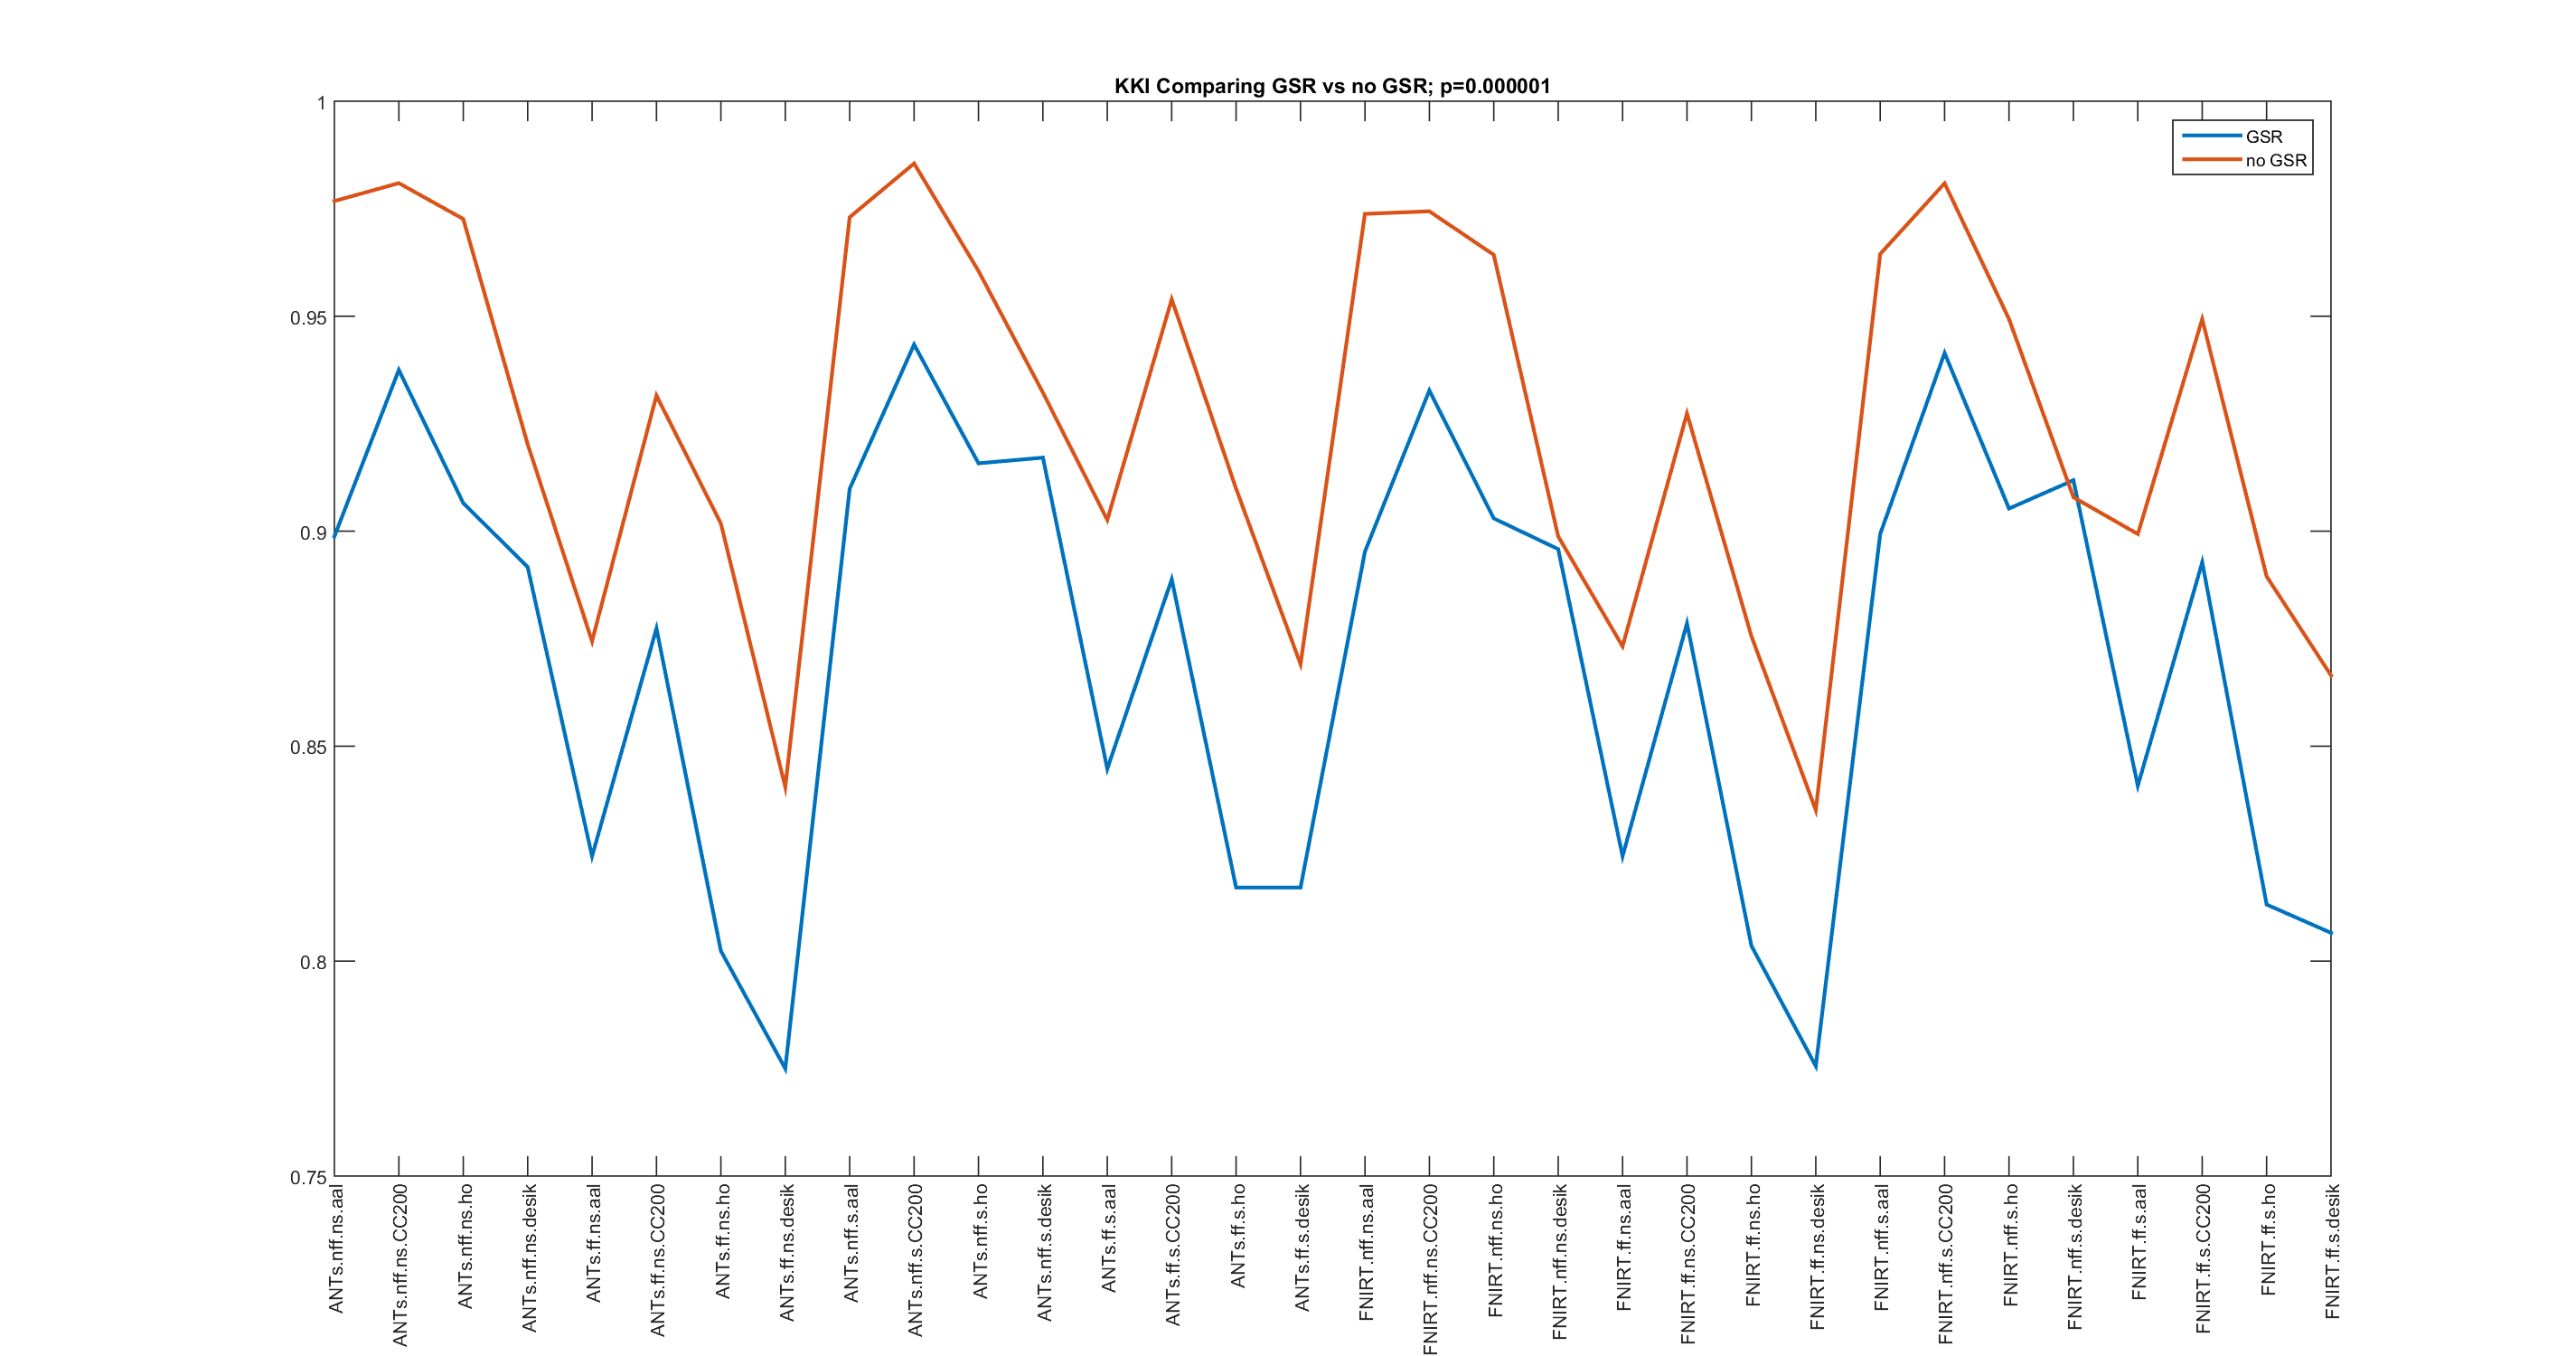 KKI Comparing GSR vs no GSR; p=0.000001
GSR
no GSR
1
0.95
0.9
0.85
0.8
0.75
ANTs.nff.ns.aal
ANTs.nff.ns.CC200
ANTs.nff.ns.ho
ANTs.nff.ns.desik
ANTs.ff.ns.aal
ANTs.ff.ns.CC200
ANTs.ff.ns.ho
ANTs.ff.ns.desik
ANTs.nff.s.aal
ANTs.nff.s.CC200
ANTs.nff.s.ho
ANTs.nff.s.desik
ANTs.ff.s.aal
ANTs.ff.s.CC200
ANTs.ff.s.ho
ANTs.ff.s.desik
FNIRT.nff.ns.aal
FNIRT.nff.ns.CC200
FNIRT.nff.ns.ho
FNIRT.nff.ns.desik
FNIRT.ff.ns.aal
FNIRT.ff.ns.CC200
FNIRT.ff.ns.ho
FNIRT.ff.ns.desik
FNIRT.nff.s.aal
FNIRT.nff.s.CC200
FNIRT.nff.s.ho
FNIRT.nff.s.desik
FNIRT.ff.s.aal
FNIRT.ff.s.CC200
FNIRT.ff.s.ho
FNIRT.ff.s.desik